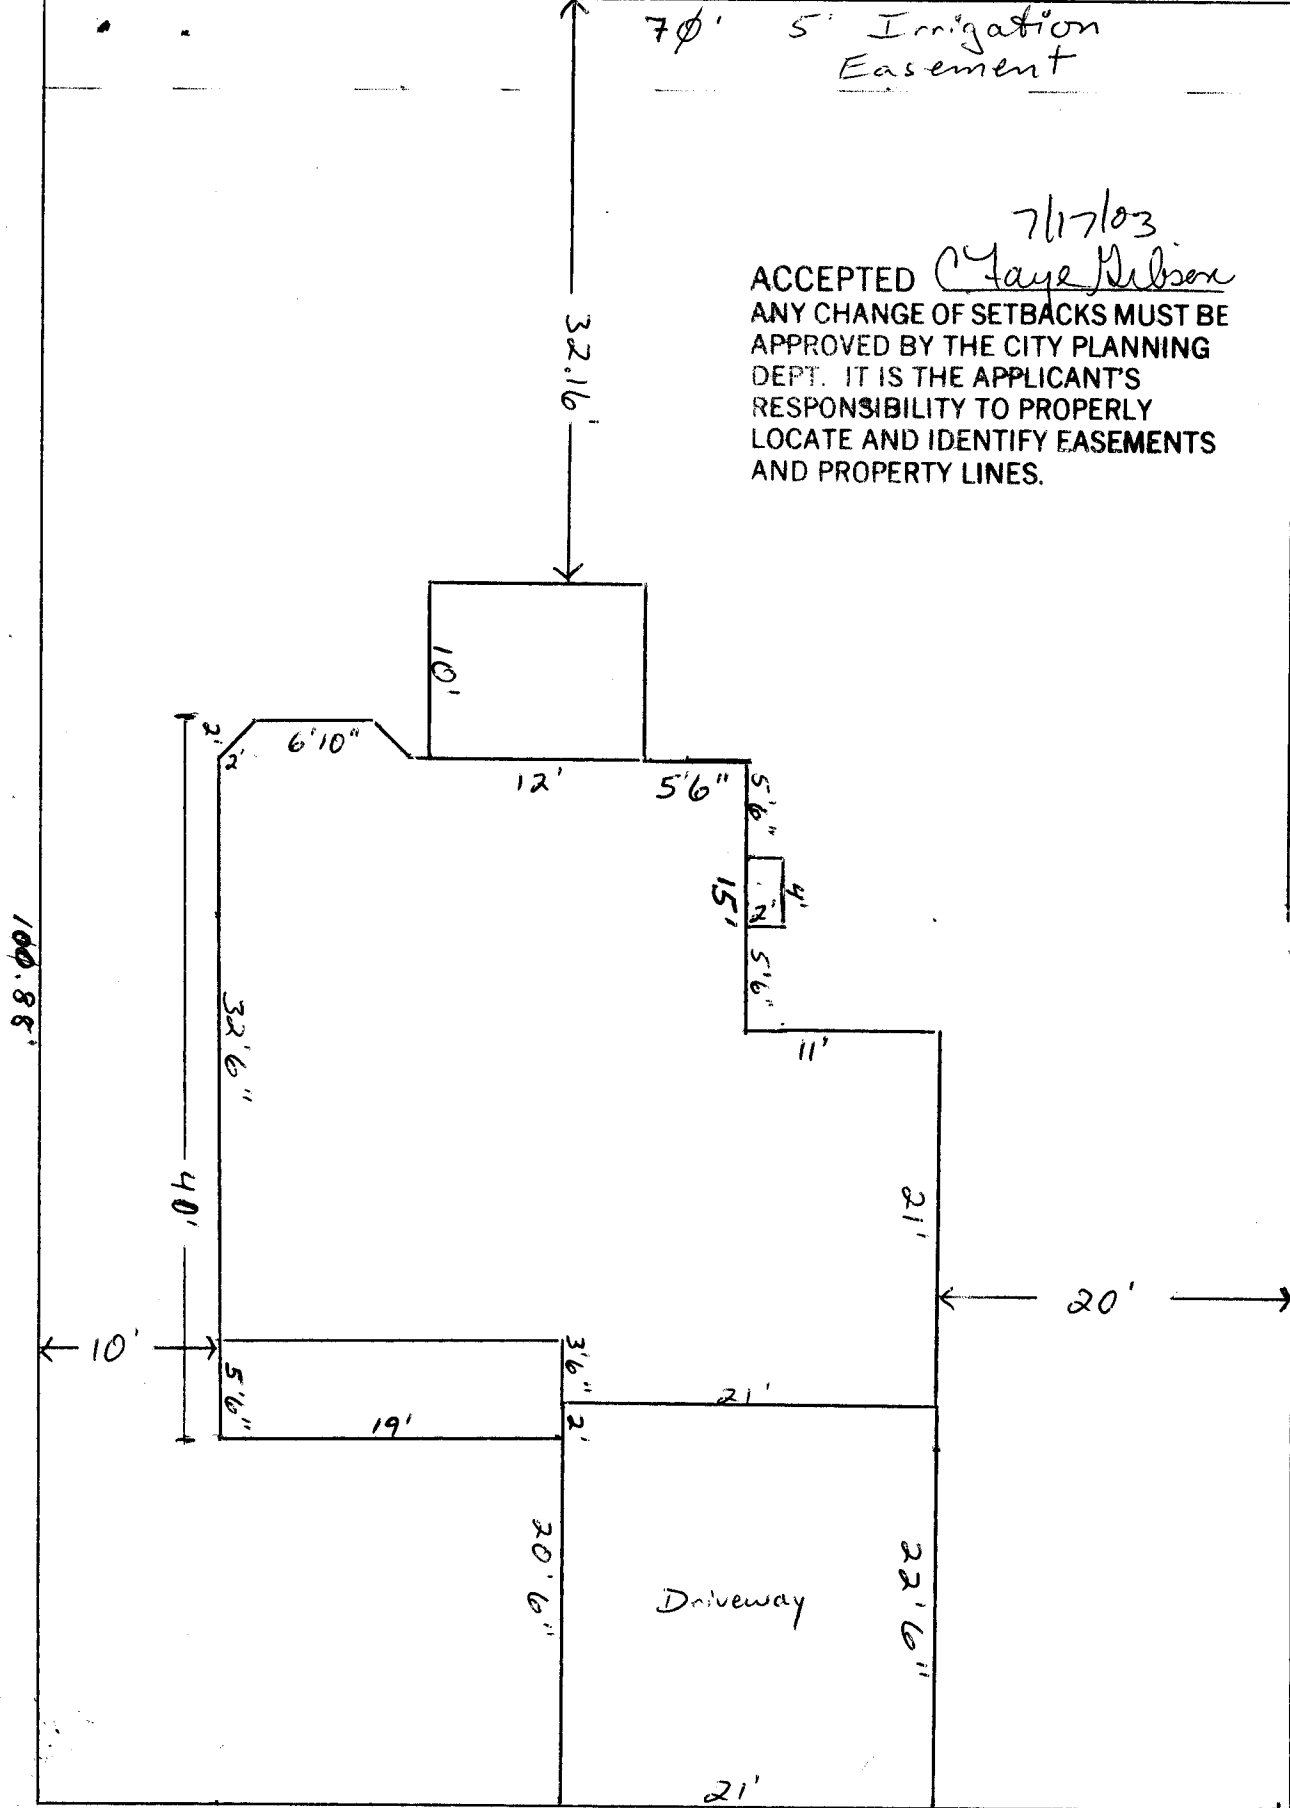 7∅' 5' Irrigation
Easement
7/17/03
ACCEPTED C Faye Gibson
ANY CHANGE OF SETBACKS MUST BE
APPROVED BY THE CITY PLANNING
DEPT. IT IS THE APPLICANT'S
RESPONSIBILITY TO PROPERLY
LOCATE AND IDENTIFY EASEMENTS
AND PROPERTY LINES.
32.16'
10'
2'
2'
6'10"
12'
5'6"
5'6"
15'
4'
2'
5'6"
11'
100.88'
32'6"
40'
21'
20'
10'
5'6"
3'6"
21'
19'
2'
20'6"
Driveway
22'6"
21'